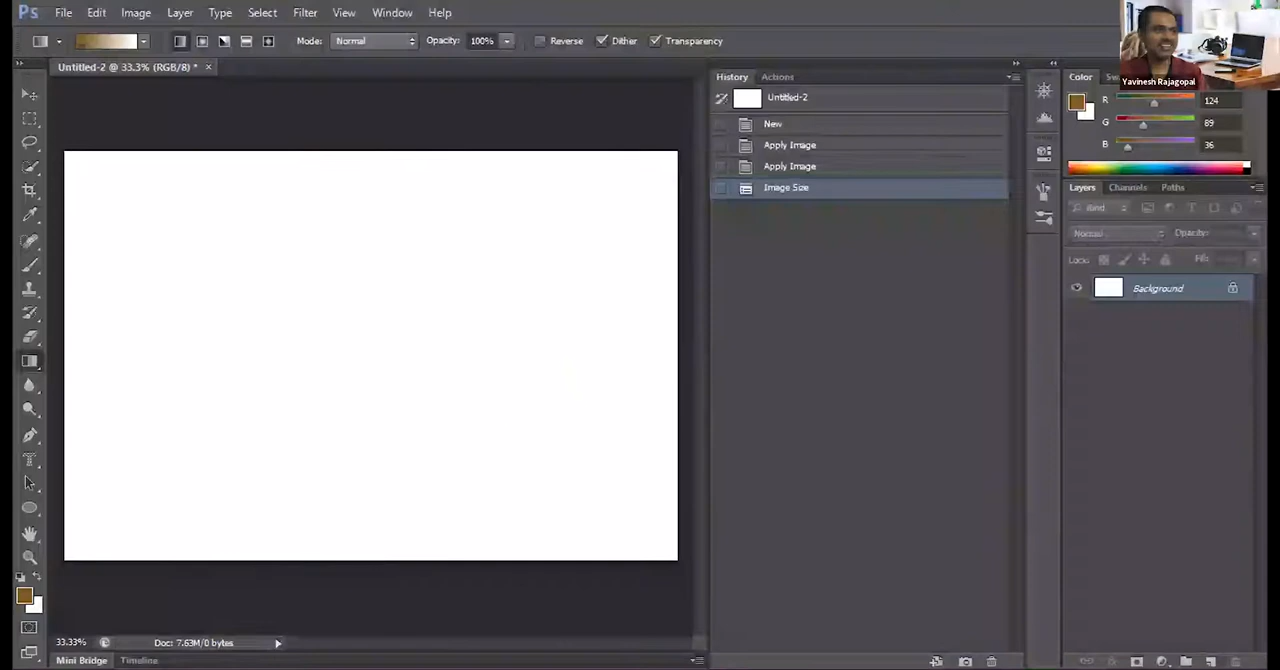 Ps File Edit Image Layer Type Select Filter View Window Help
Mode: Normal Opacity: 100% Reverse Dither Transparency
Yavinesh Rajagopal
Untitled-2 @ 33.3% (RGB/8) * ×
History Actions
Color
Untitled-2
R 124
G 89
B 36
New
Apply Image
Apply Image
Image Size
Layers Channels Paths
Kind
Normal Opacity:
Lock: Fill:
Background
33.33% Doc: 7.63M/0 bytes
Mini Bridge Timeline